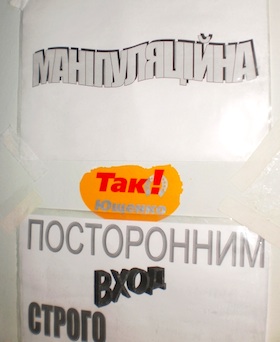 МАНІПУЛЯЦІЙНА
Так!
Ющенко
ПОСТОРОННИМ
ВХОД
СТРОГО